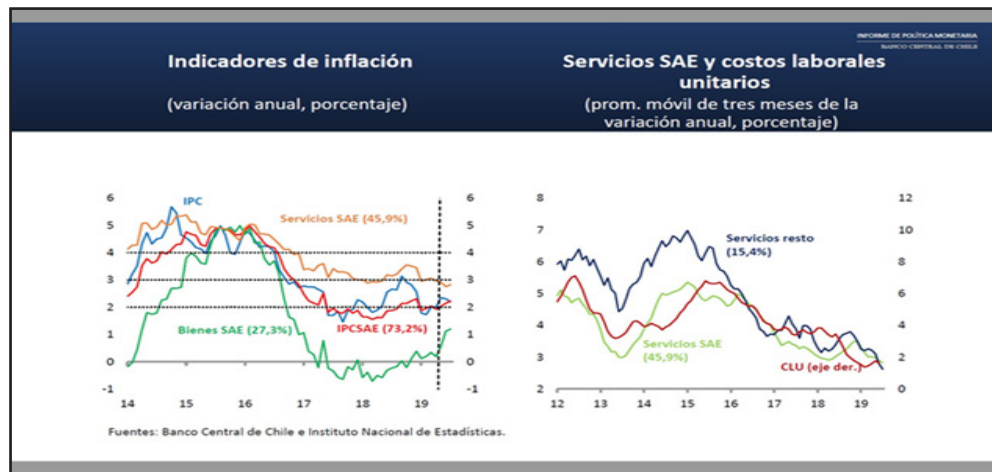 INFORME DE POLÍTICA MONETARIA
BANCO CENTRAL DE CHILE
Indicadores de inflación
(variación anual, porcentaje)
Servicios SAE y costos laborales
unitarios
(prom. móvil de tres meses de la
variación anual, porcentaje)
6 IPC 6
5 Servicios SAE (45,9%) 5
4 4
3 3
2 2
Bienes SAE (27,3%) IPCSAE (73,2%)
1 1
0 0
-1 -1
14 15 16 17 18 19
8 12
7 10
Servicios resto
(15,4%)
6 8
5 6
4 4
Servicios SAE
(45,9%)
3 2
CLU (eje der.)
2 0
12 13 14 15 16 17 18 19
Fuentes: Banco Central de Chile e Instituto Nacional de Estadísticas.